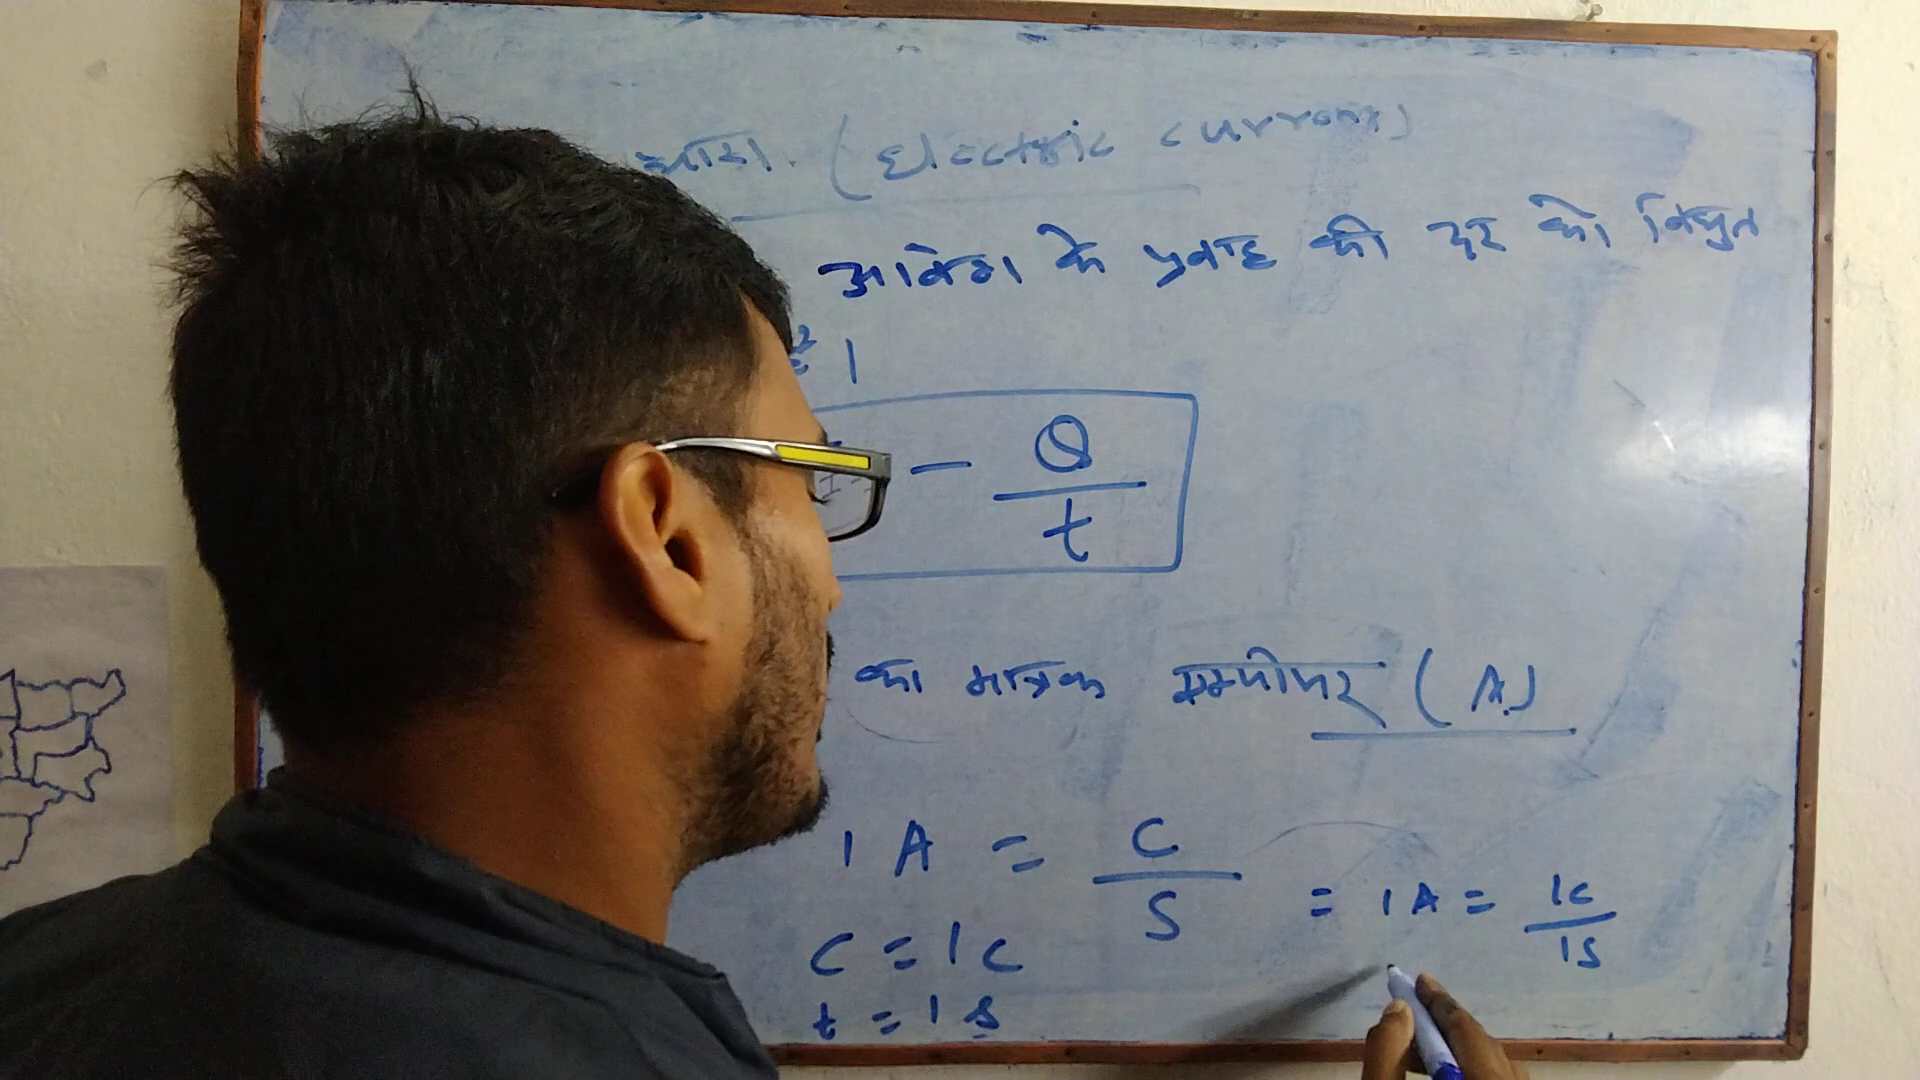 धारा. (Electric current)
आवेश के प्रवाह की दर को विधुत
है ।
I = Q/t
का मात्रक एम्पीयर (A)
1 A = C/S = 1A = 1C/1S
C = 1C
t = 1 s